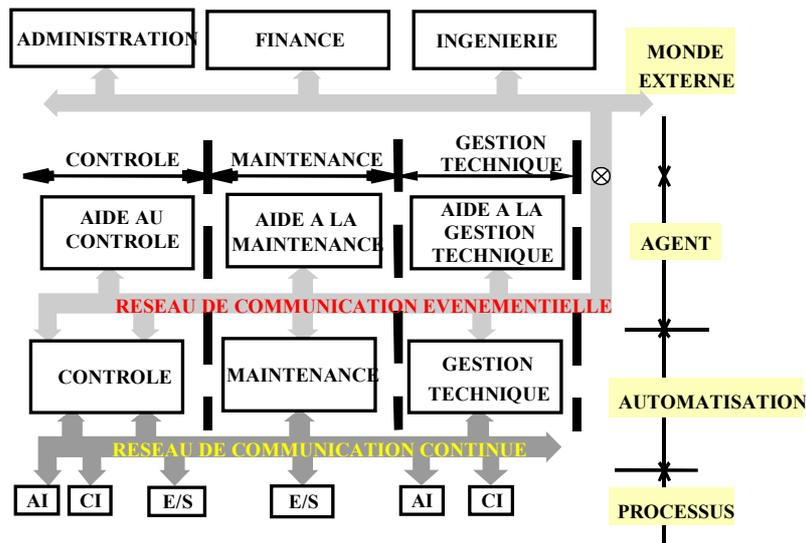 ADMINISTRATION
FINANCE
INGENIERIE
MONDE
EXTERNE
CONTROLE
MAINTENANCE
GESTION
TECHNIQUE
AIDE AU
CONTROLE
AIDE A LA
MAINTENANCE
AIDE A LA
GESTION
TECHNIQUE
AGENT
RESEAU DE COMMUNICATION EVENEMENTIELLE
CONTROLE
MAINTENANCE
GESTION
TECHNIQUE
AUTOMATISATION
RESEAU DE COMMUNICATION CONTINUE
AI
CI
E/S
E/S
AI
CI
PROCESSUS